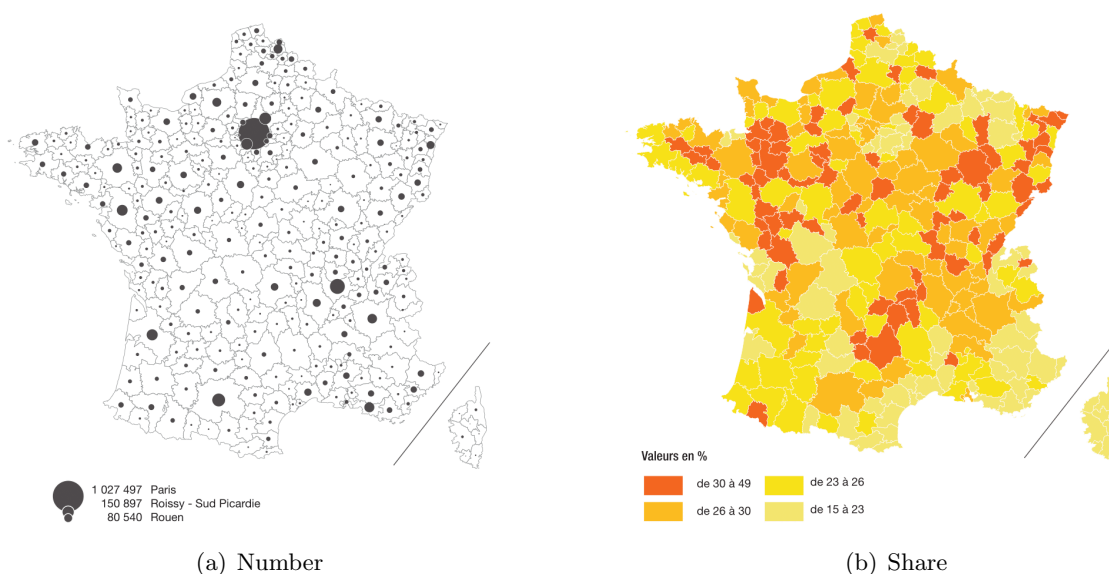 1 027 497 Paris
150 897 Roissy - Sud Picardie
80 540 Rouen
(a) Number
Valeurs en %
de 30 à 49
de 23 à 26
de 26 à 30
de 15 à 23
(b) Share